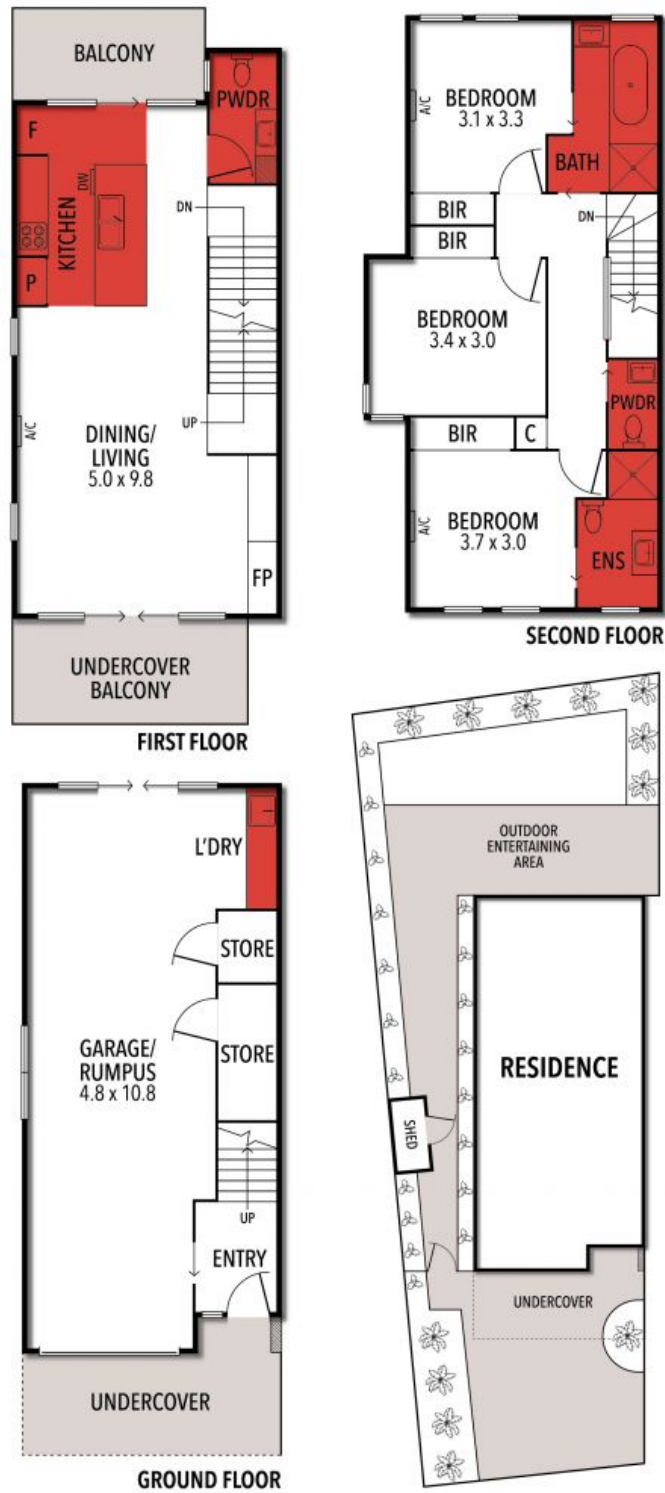 BALCONY
PWDR
F
DW
KITCHEN
P
DN
UP
A/C
DINING/
LIVING
5.0 x 9.8
FP
UNDERCOVER
BALCONY
FIRST FLOOR
BEDROOM
3.1 x 3.3
A/C
BATH
BIR
BIR
DN
BEDROOM
3.4 x 3.0
PWDR
BIR
C
BEDROOM
3.7 x 3.0
A/C
ENS
SECOND FLOOR
L'DRY
STORE
STORE
GARAGE/
RUMPUS
4.8 x 10.8
UP
ENTRY
UNDERCOVER
GROUND FLOOR
OUTDOOR
ENTERTAINING
AREA
RESIDENCE
SHED
UNDERCOVER